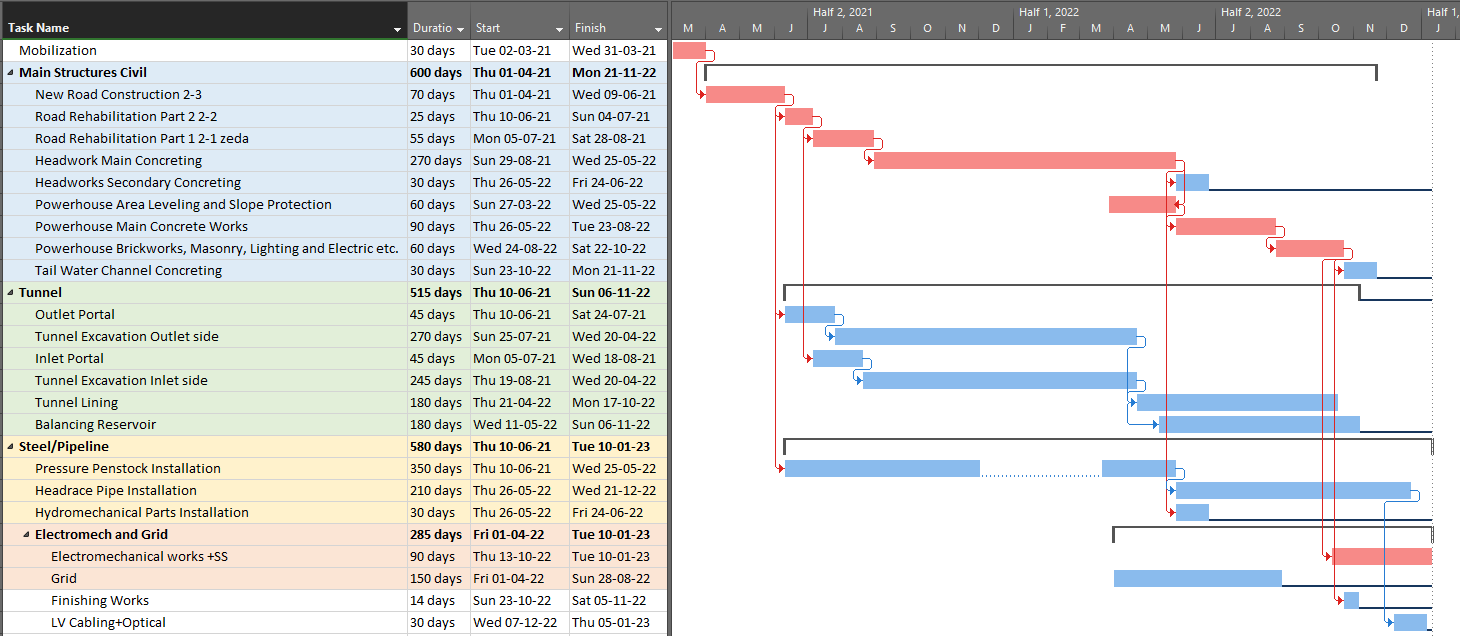 Half 2, 2021 Half 1, 2022 Half 2, 2022 Half 1,
Task Name Duratio Start Finish M A M J J A S O N D J F M A M J J A S O N D J
Mobilization 30 days Tue 02-03-21 Wed 31-03-21
Main Structures Civil 600 days Thu 01-04-21 Mon 21-11-22
New Road Construction 2-3 70 days Thu 01-04-21 Wed 09-06-21
Road Rehabilitation Part 2 2-2 25 days Thu 10-06-21 Sun 04-07-21
Road Rehabilitation Part 1 2-1 zeda 55 days Mon 05-07-21 Sat 28-08-21
Headwork Main Concreting 270 days Sun 29-08-21 Wed 25-05-22
Headworks Secondary Concreting 30 days Thu 26-05-22 Fri 24-06-22
Powerhouse Area Leveling and Slope Protection 60 days Sun 27-03-22 Wed 25-05-22
Powerhouse Main Concrete Works 90 days Thu 26-05-22 Tue 23-08-22
Powerhouse Brickworks, Masonry, Lighting and Electric etc. 60 days Wed 24-08-22 Sat 22-10-22
Tail Water Channel Concreting 30 days Sun 23-10-22 Mon 21-11-22
Tunnel 515 days Thu 10-06-21 Sun 06-11-22
Outlet Portal 45 days Thu 10-06-21 Sat 24-07-21
Tunnel Excavation Outlet side 270 days Sun 25-07-21 Wed 20-04-22
Inlet Portal 45 days Mon 05-07-21 Wed 18-08-21
Tunnel Excavation Inlet side 245 days Thu 19-08-21 Wed 20-04-22
Tunnel Lining 180 days Thu 21-04-22 Mon 17-10-22
Balancing Reservoir 180 days Wed 11-05-22 Sun 06-11-22
Steel/Pipeline 580 days Thu 10-06-21 Tue 10-01-23
Pressure Penstock Installation 350 days Thu 10-06-21 Wed 25-05-22
Headrace Pipe Installation 210 days Thu 26-05-22 Wed 21-12-22
Hydromechanical Parts Installation 30 days Thu 26-05-22 Fri 24-06-22
Electromech and Grid 285 days Fri 01-04-22 Tue 10-01-23
Electromechanical works +SS 90 days Thu 13-10-22 Tue 10-01-23
Grid 150 days Fri 01-04-22 Sun 28-08-22
Finishing Works 14 days Sun 23-10-22 Sat 05-11-22
LV Cabling+Optical 30 days Wed 07-12-22 Thu 05-01-23